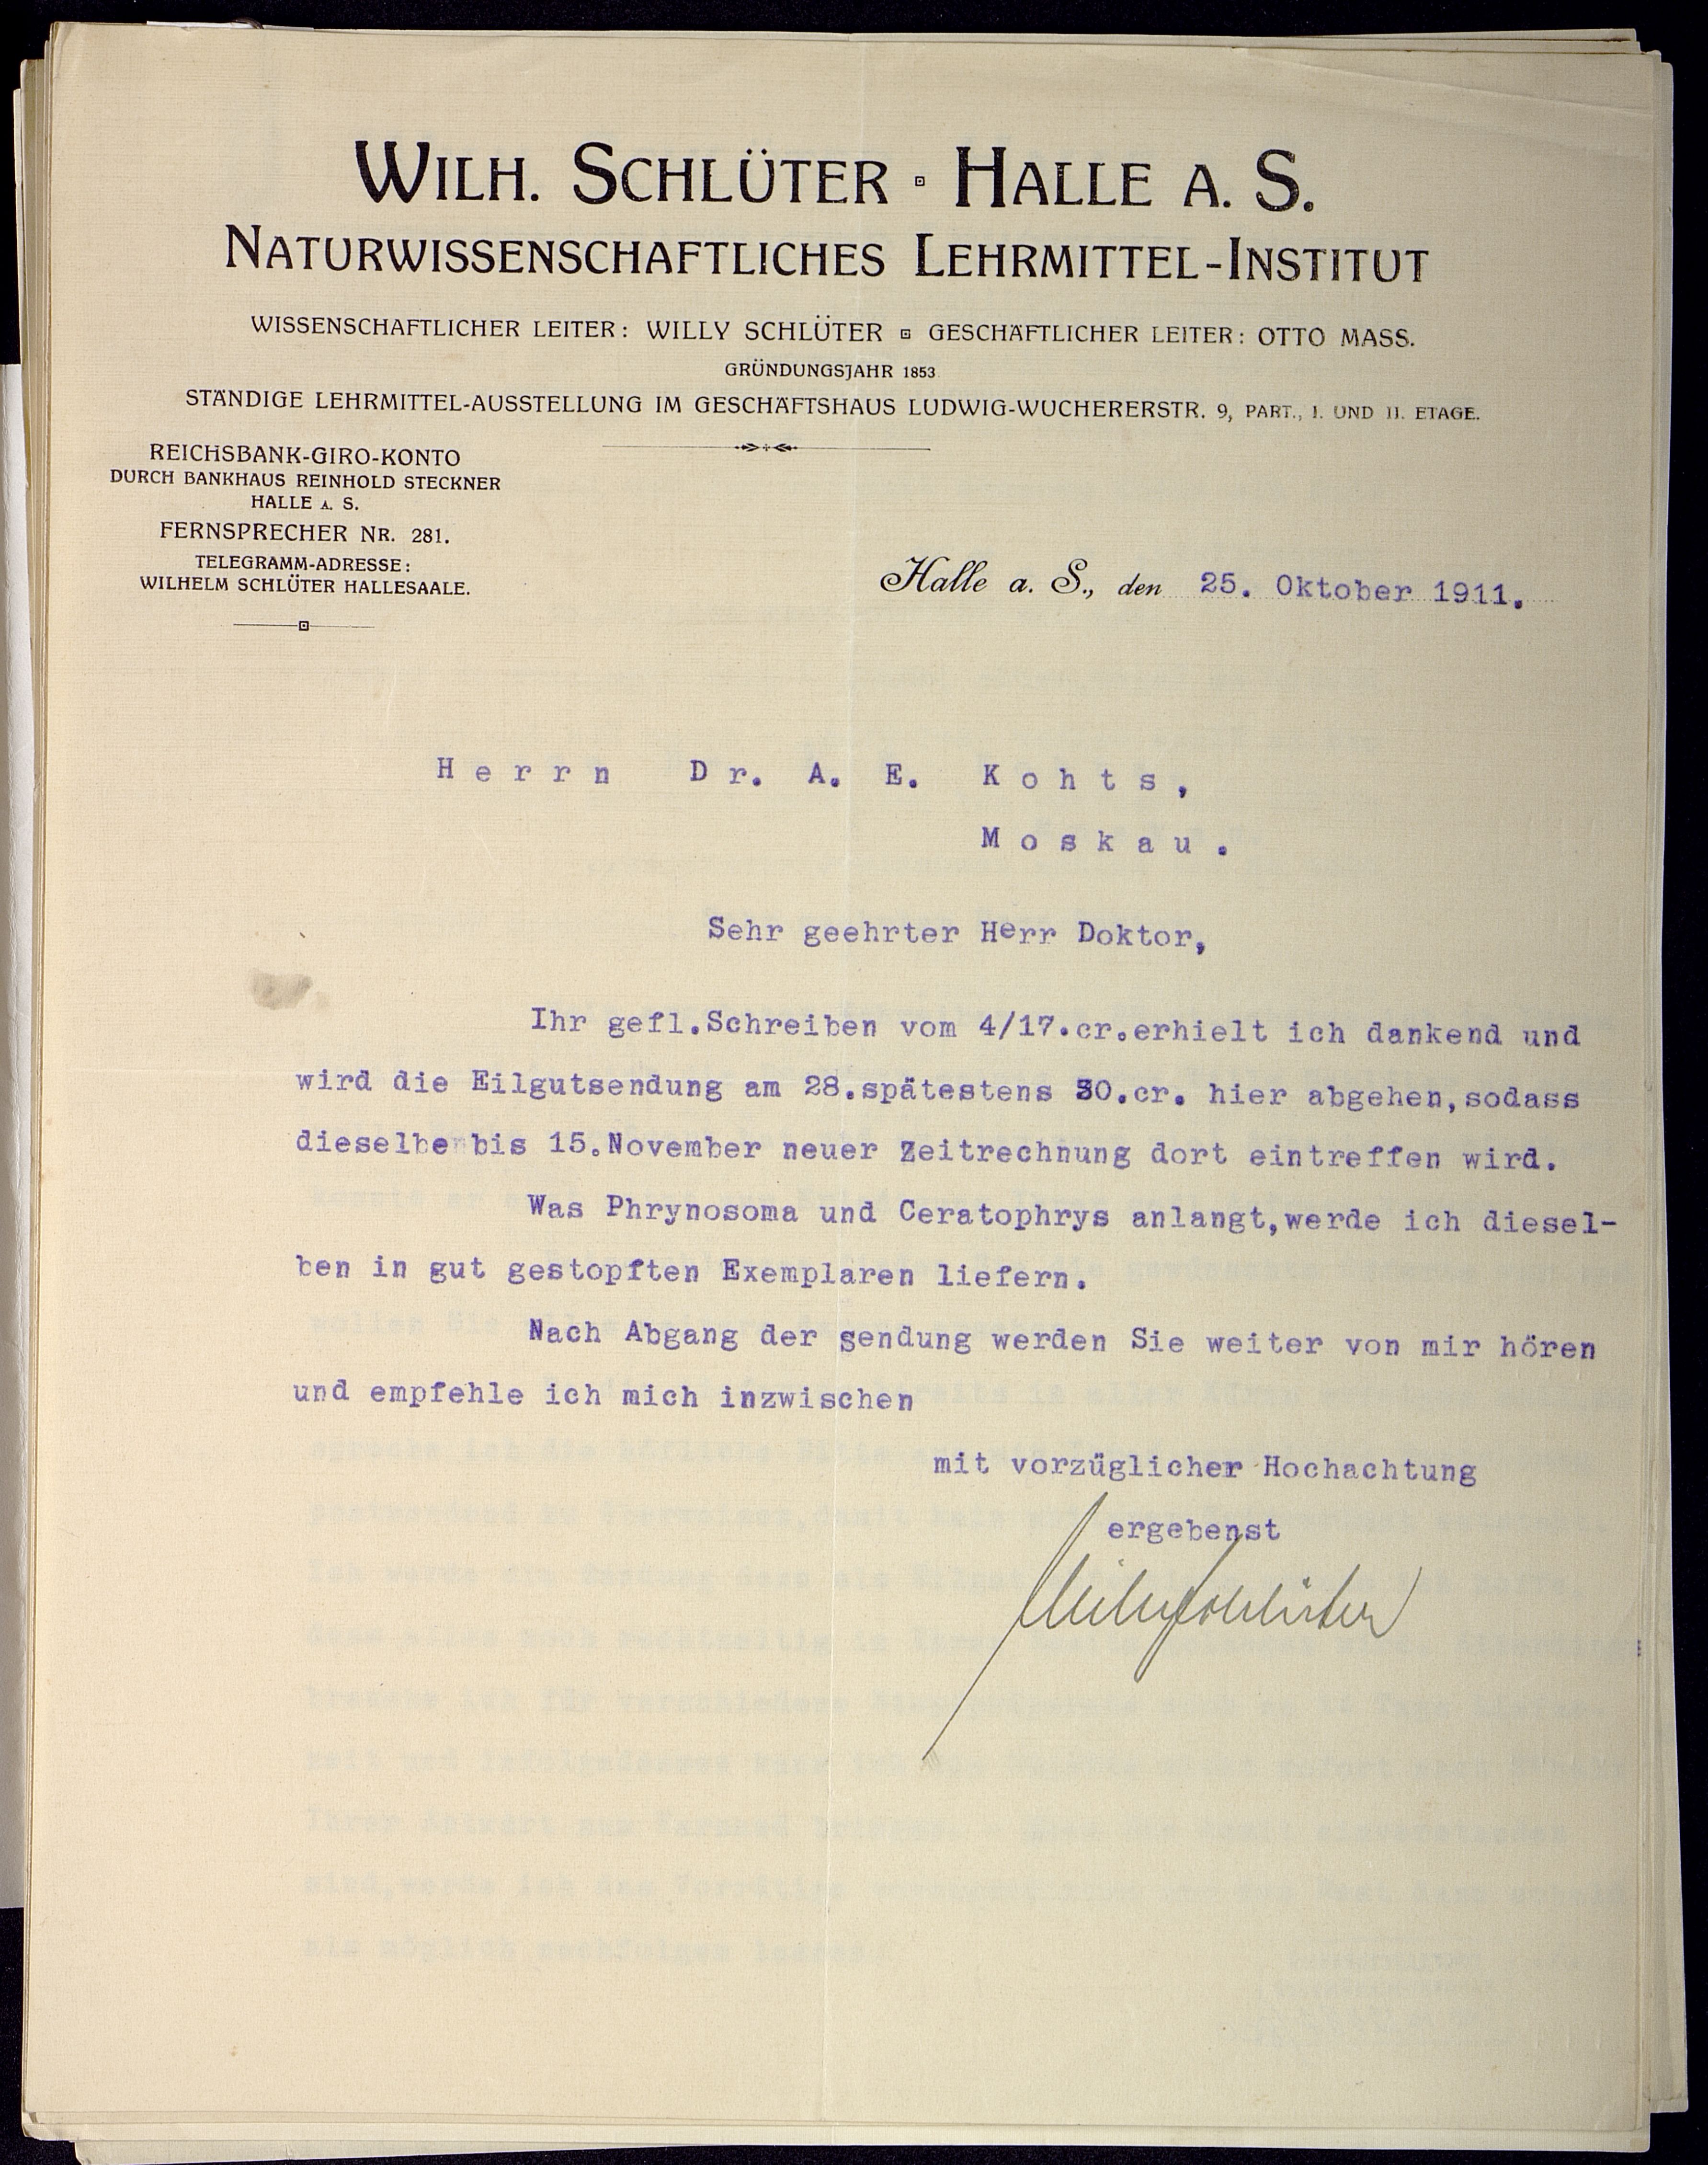 WILH. SCHLÜTER · HALLE A. S.
NATURWISSENSCHAFTLICHES LEHRMITTEL-INSTITUT
WISSENSCHAFTLICHER LEITER: WILLY SCHLÜTER GESCHÄFTLICHER LEITER: OTTO MASS.
GRÜNDUNGSJAHR 1853
STÄNDIGE LEHRMITTEL-AUSSTELLUNG IM GESCHÄFTSHAUS LUDWIG-WUCHERERSTR. 9, PART., I. UND II. ETAGE.
REICHSBANK-GIRO-KONTO
DURCH BANKHAUS REINHOLD STECKNER
HALLE A. S.
FERNSPRECHER NR. 281.
TELEGRAMM-ADRESSE:
WILHELM SCHLÜTER HALLESAALE.
Halle a. S., den 25. Oktober 1911.
Herrn Dr. A. E. Kohts,
Moskau.
Sehr geehrter Herr Doktor,
Ihr gefl.Schreiben vom 4/17.cr.erhielt ich dankend und
wird die Eilgutsendung am 28.spätestens 30.cr. hier abgehen,sodass
dieselbe bis 15.November neuer Zeitrechnung dort eintreffen wird.
Was Phrynosoma und Ceratophrys anlangt,werde ich diesel-
ben in gut gestopften Exemplaren liefern.
Nach Abgang der Sendung werden Sie weiter von mir hören
und empfehle ich mich inzwischen
mit vorzüglicher Hochachtung
ergebenst
Wilh. Schlüter